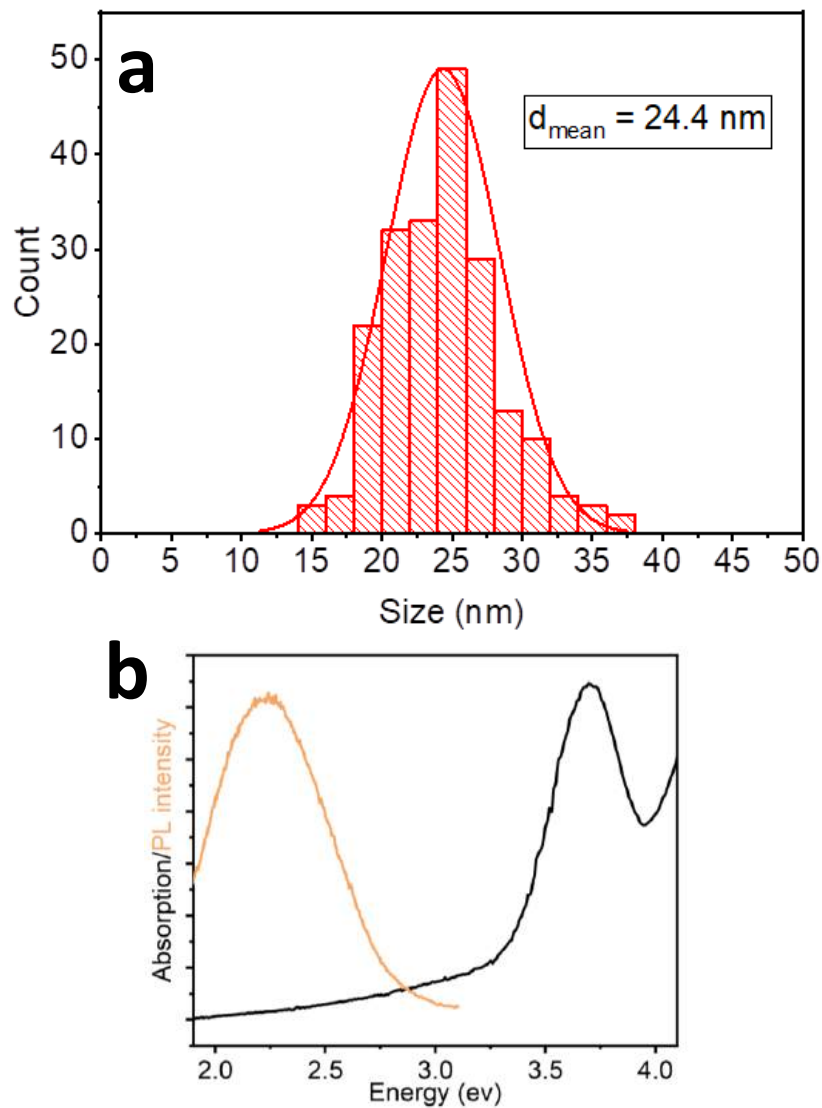 a
50
40
30
20
10
0
Count
d_mean = 24.4 nm
0 5 10 15 20 25 30 35 40 45 50
Size (nm)
b
Absorption/PL intensity
2.0 2.5 3.0 3.5 4.0
Energy (ev)